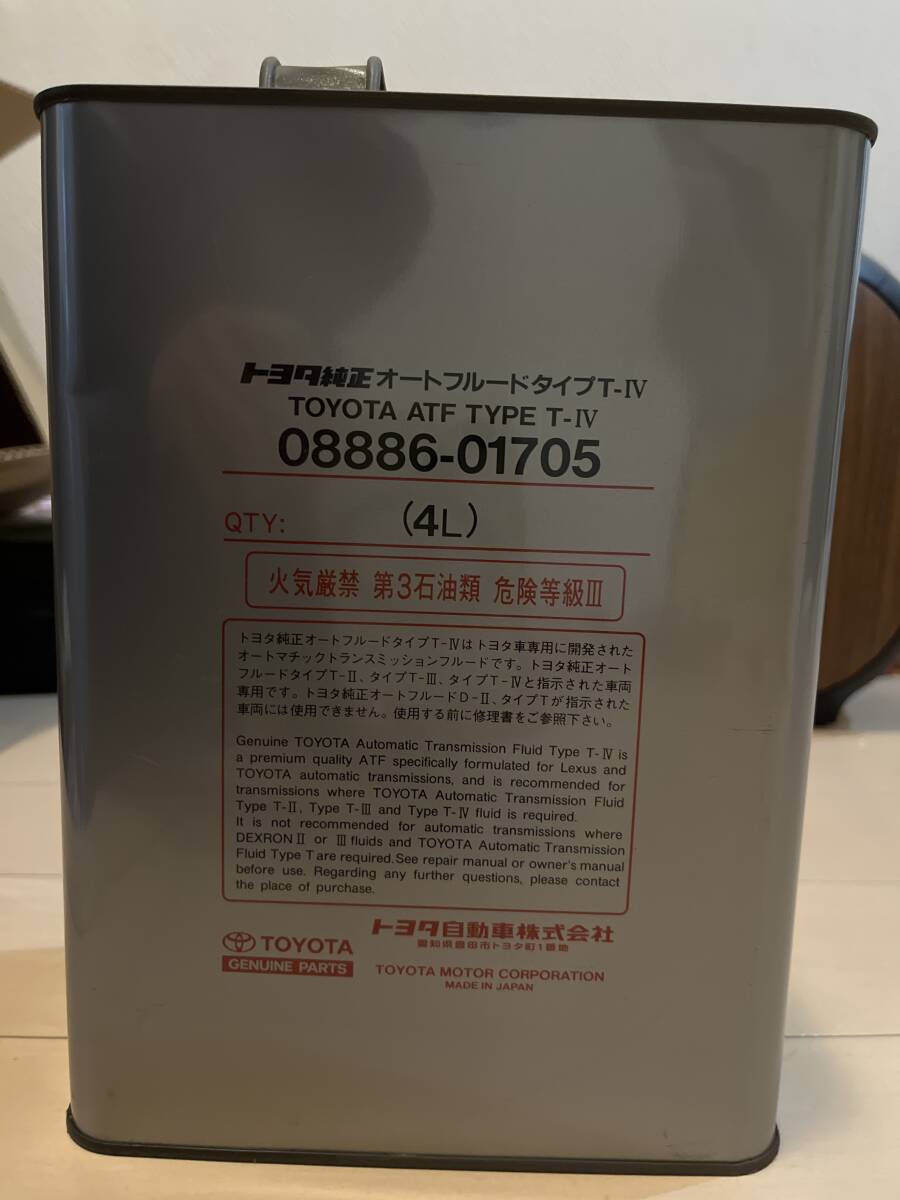 トヨタ純正オートフルードタイプT-Ⅳ
TOYOTA ATF TYPE T-Ⅳ
08886-01705
QTY: (4L)
火気厳禁 第3石油類 危険等級Ⅲ
トヨタ純正オートフルードタイプT-Ⅳはトヨタ車専用に開発された
オートマチックトランスミッションフルードです。トヨタ純正オート
フルードタイプT-Ⅱ、タイプT-Ⅲ、タイプT-Ⅳと指示された車両
専用です。トヨタ純正オートフルードD-Ⅱ、タイプTが指示された
車両には使用できません。使用する前に修理書をご参照下さい。
Genuine TOYOTA Automatic Transmission Fluid Type T-Ⅳ is
a premium quality ATF specifically formulated for Lexus and
TOYOTA automatic transmissions, and is recommended for
transmissions where TOYOTA Automatic Transmission Fluid
Type T-Ⅱ, Type T-Ⅲ and Type T-Ⅳ fluid is required.
It is not recommended for automatic transmissions where
DEXRONⅡ or Ⅲ fluids and TOYOTA Automatic Transmission
Fluid Type T are required. See repair manual or owner's manual
before use. Regarding any further questions, please contact
the place of purchase.
TOYOTA
GENUINE PARTS
トヨタ自動車株式会社
愛知県豊田市トヨタ町1番地
TOYOTA MOTOR CORPORATION
MADE IN JAPAN